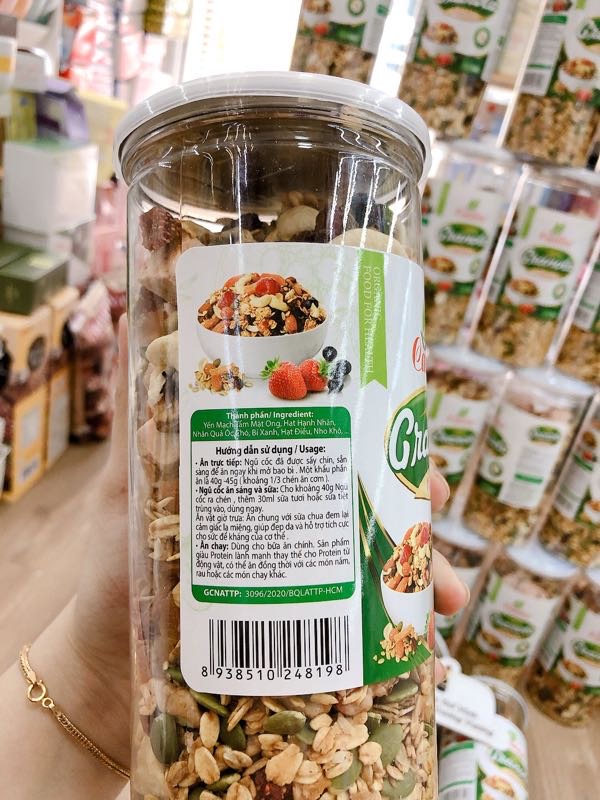 ORGANIC
FOOD FOR HEALTH
Thành phần/ Ingredient:
Yến Mạch Tẩm Mật Ong, Hạt Hạnh Nhân,
Nhân Quả Óc Chó, Bí Xanh, Hạt Điều, Nho Khô, ...
Hướng dẫn sử dụng / Usage:
• Ăn trực tiếp: Ngũ cốc đã được sấy chín, sẵn
sàng để ăn ngay khi mở bao bì . Một khẩu phần
ăn là 40g -45g ( khoảng 1/3 chén ăn cơm ).
• Ngũ cốc ăn sáng và sữa: Cho khoảng 40g Ngũ
cốc ra chén , thêm 30ml sữa tươi hoặc sữa tiệt
trùng vào, dùng ngay.
Ăn vặt giờ trưa: Ăn chung với sữa chua đem lại
cảm giác lạ miệng, giúp đẹp da và hỗ trợ tích cực
cho sức đề kháng của cơ thể .
• Ăn chay: Dùng cho bữa ăn chính. Sản phẩm
giàu Protein lành mạnh thay thế cho Protein từ
động vật, có thể ăn đồng thời với các món nấm,
rau hoặc các món chay khác.
GCNATTP: 3096/2020/BQLATTP-HCM
8 938510 248198
Gra